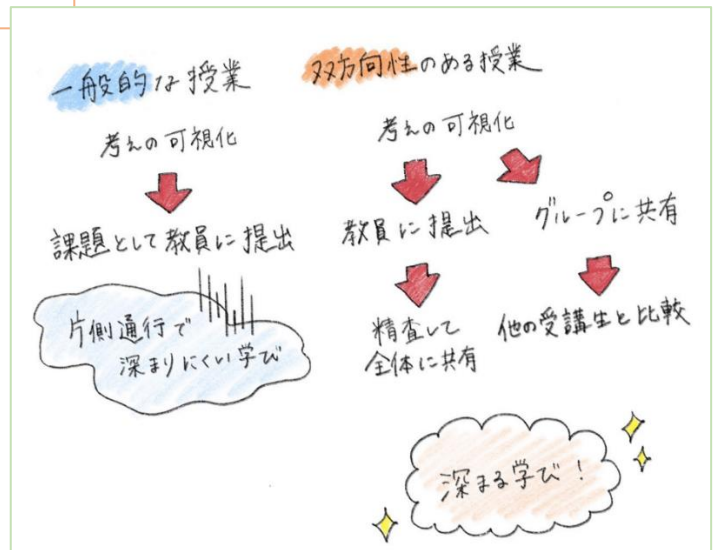 一般的な授業
考えの可視化
課題として教員に提出
片側通行で
深まりにくい学び
双方向性のある授業
考えの可視化
教員に提出
グループに共有
精査して
全体に共有
他の受講生と比較
深まる学び!